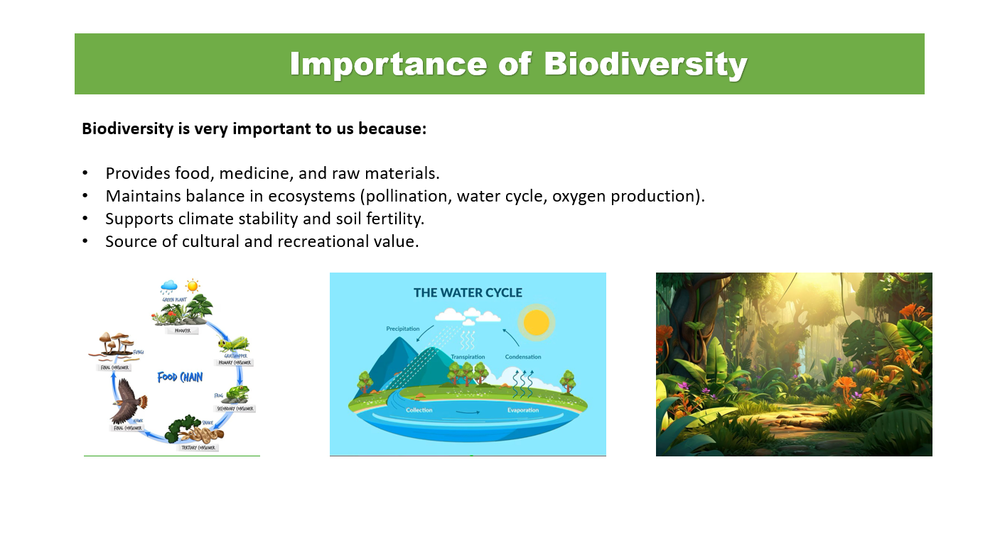 Importance of Biodiversity
Biodiversity is very important to us because:
• Provides food, medicine, and raw materials.
• Maintains balance in ecosystems (pollination, water cycle, oxygen production).
• Supports climate stability and soil fertility.
• Source of cultural and recreational value.
GREEN PLANT
PRODUCER
GRASSHOPPER
PRIMARY CONSUMER
FUNGI
FINAL CONSUMER
FOOD CHAIN
FROG
SECONDARY CONSUMER
HAWK
FINAL CONSUMER
SNAKE
TERTIARY CONSUMER
THE WATER CYCLE
Precipitation
Transpiration
Condensation
Collection
Evaporation